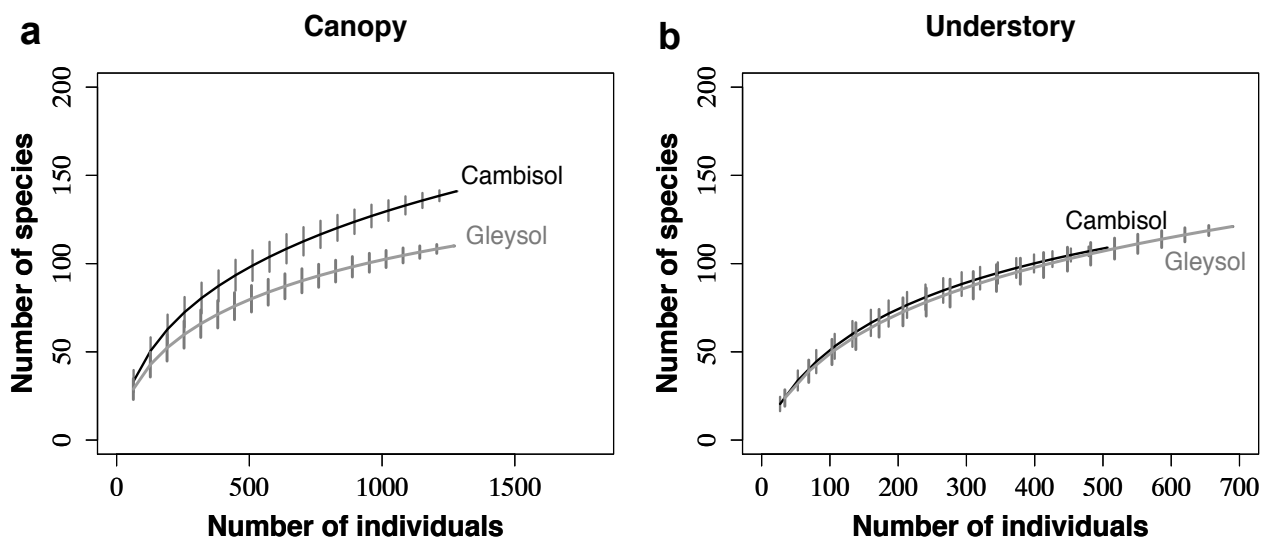 a
Canopy
Number of species
0
50
100
150
200
Cambisol
Gleysol
0 500 1000 1500
Number of individuals
b
Understory
Number of species
0
50
100
150
200
Cambisol
Gleysol
0 100 200 300 400 500 600 700
Number of individuals